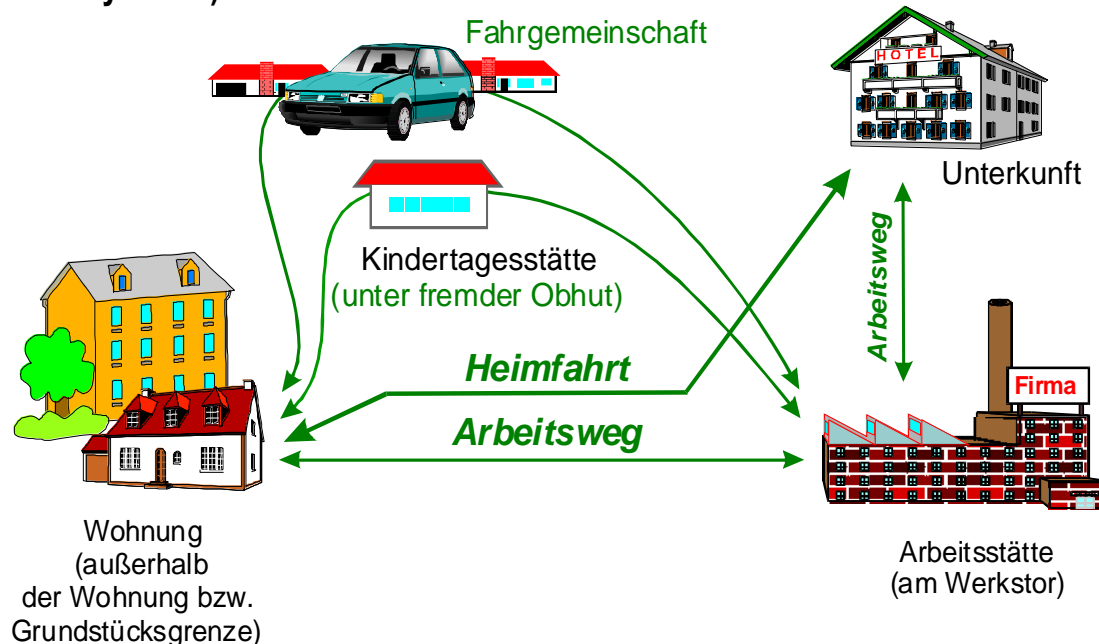 Fahrgemeinschaft
HOTEL
Unterkunft
Kindertagesstätte
(unter fremder Obhut)
Arbeitsweg
Heimfahrt
Arbeitsweg
Firma
Wohnung
(außerhalb
der Wohnung bzw.
Grundstücksgrenze)
Arbeitsstätte
(am Werkstor)